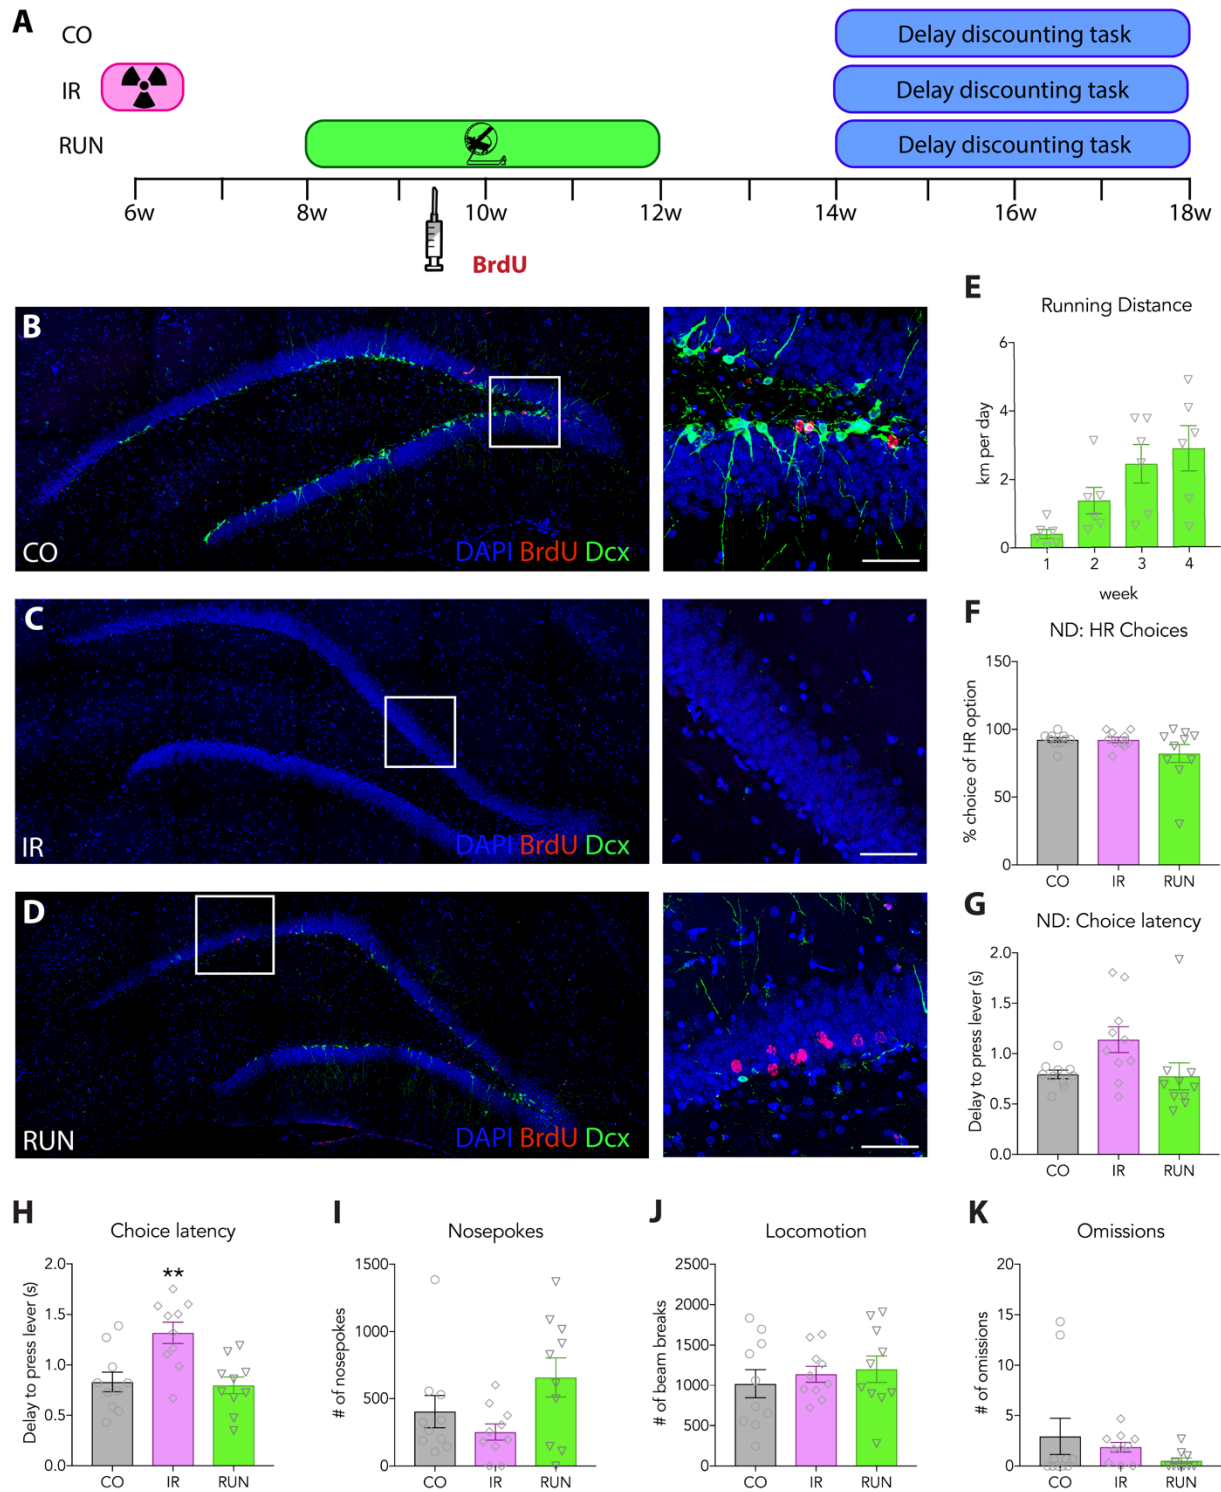 A
CO
Delay discounting task
IR
Delay discounting task
RUN
Delay discounting task
6w 8w 10w 12w 14w 16w 18w
BrdU
B
CO
DAPI BrdU Dcx
C
IR
DAPI BrdU Dcx
D
RUN
DAPI BrdU Dcx
E
Running Distance
km per day
6
4
2
0
1 2 3 4
week
F
ND: HR Choices
% choice of HR option
150
100
50
0
CO IR RUN
G
ND: Choice latency
Delay to press lever (s)
2.0
1.5
1.0
0.5
0.0
CO IR RUN
H
Choice latency
Delay to press lever (s)
2.0
1.5
1.0
0.5
0.0
**
CO IR RUN
I
Nosepokes
# of nosepokes
1500
1000
500
0
CO IR RUN
J
Locomotion
# of beam breaks
2500
2000
1500
1000
500
0
CO IR RUN
K
Omissions
# of omissions
20
15
10
5
0
CO IR RUN